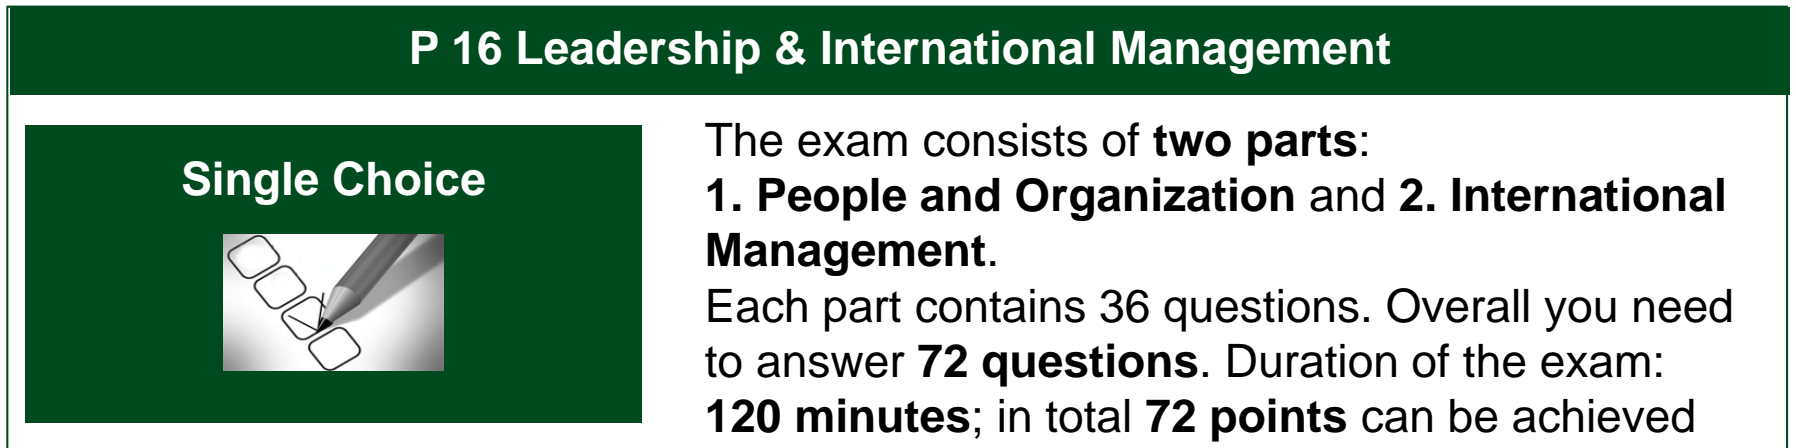 P 16 Leadership & International Management
Single Choice
The exam consists of two parts:
1. People and Organization and 2. International
Management.
Each part contains 36 questions. Overall you need
to answer 72 questions. Duration of the exam:
120 minutes; in total 72 points can be achieved